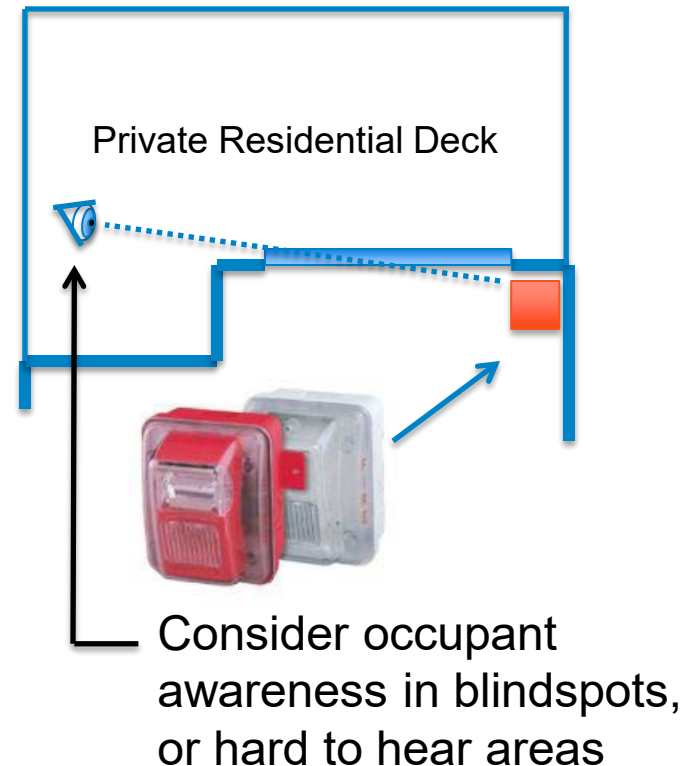 Private Residential Deck
Consider occupant
awareness in blindspots,
or hard to hear areas